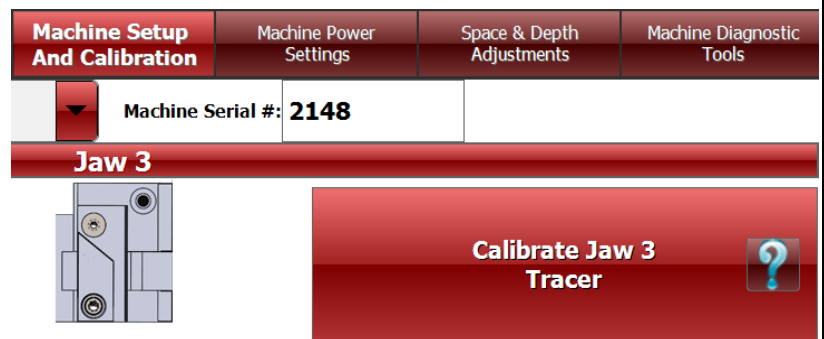 Machine Setup
And Calibration
Machine Power
Settings
Space & Depth
Adjustments
Machine Diagnostic
Tools
Machine Serial #: 2148
Jaw 3
Calibrate Jaw 3
Tracer
?